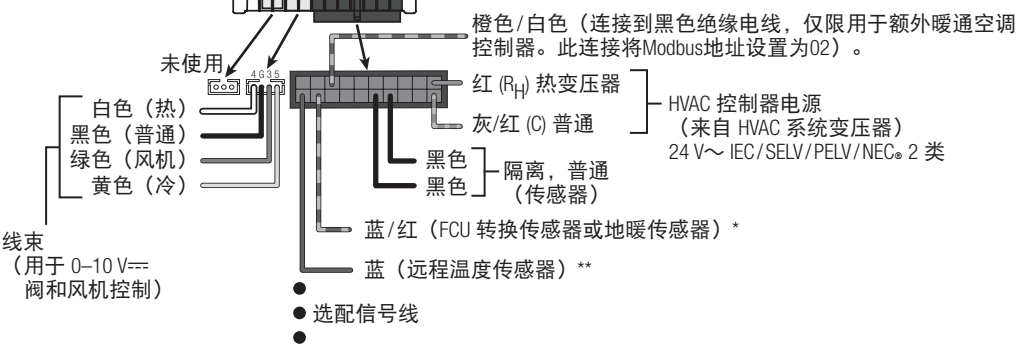 橙色/白色（连接到黑色绝缘电线，仅限用于额外暖通空调
控制器。此连接将Modbus地址设置为02）。
未使用
4 G 3 5
红 (RH) 热变压器
灰/红 (C) 普通
HVAC 控制器电源
（来自 HVAC 系统变压器）
24 V～ IEC/SELV/PELV/NEC® 2 类
白色（热）
黑色（普通）
绿色（风机）
黄色（冷）
黑色
黑色
隔离，普通
（传感器）
蓝/红（FCU 转换传感器或地暖传感器）*
蓝（远程温度传感器）**
线束
（用于 0–10 V⎓
阀和风机控制）
选配信号线